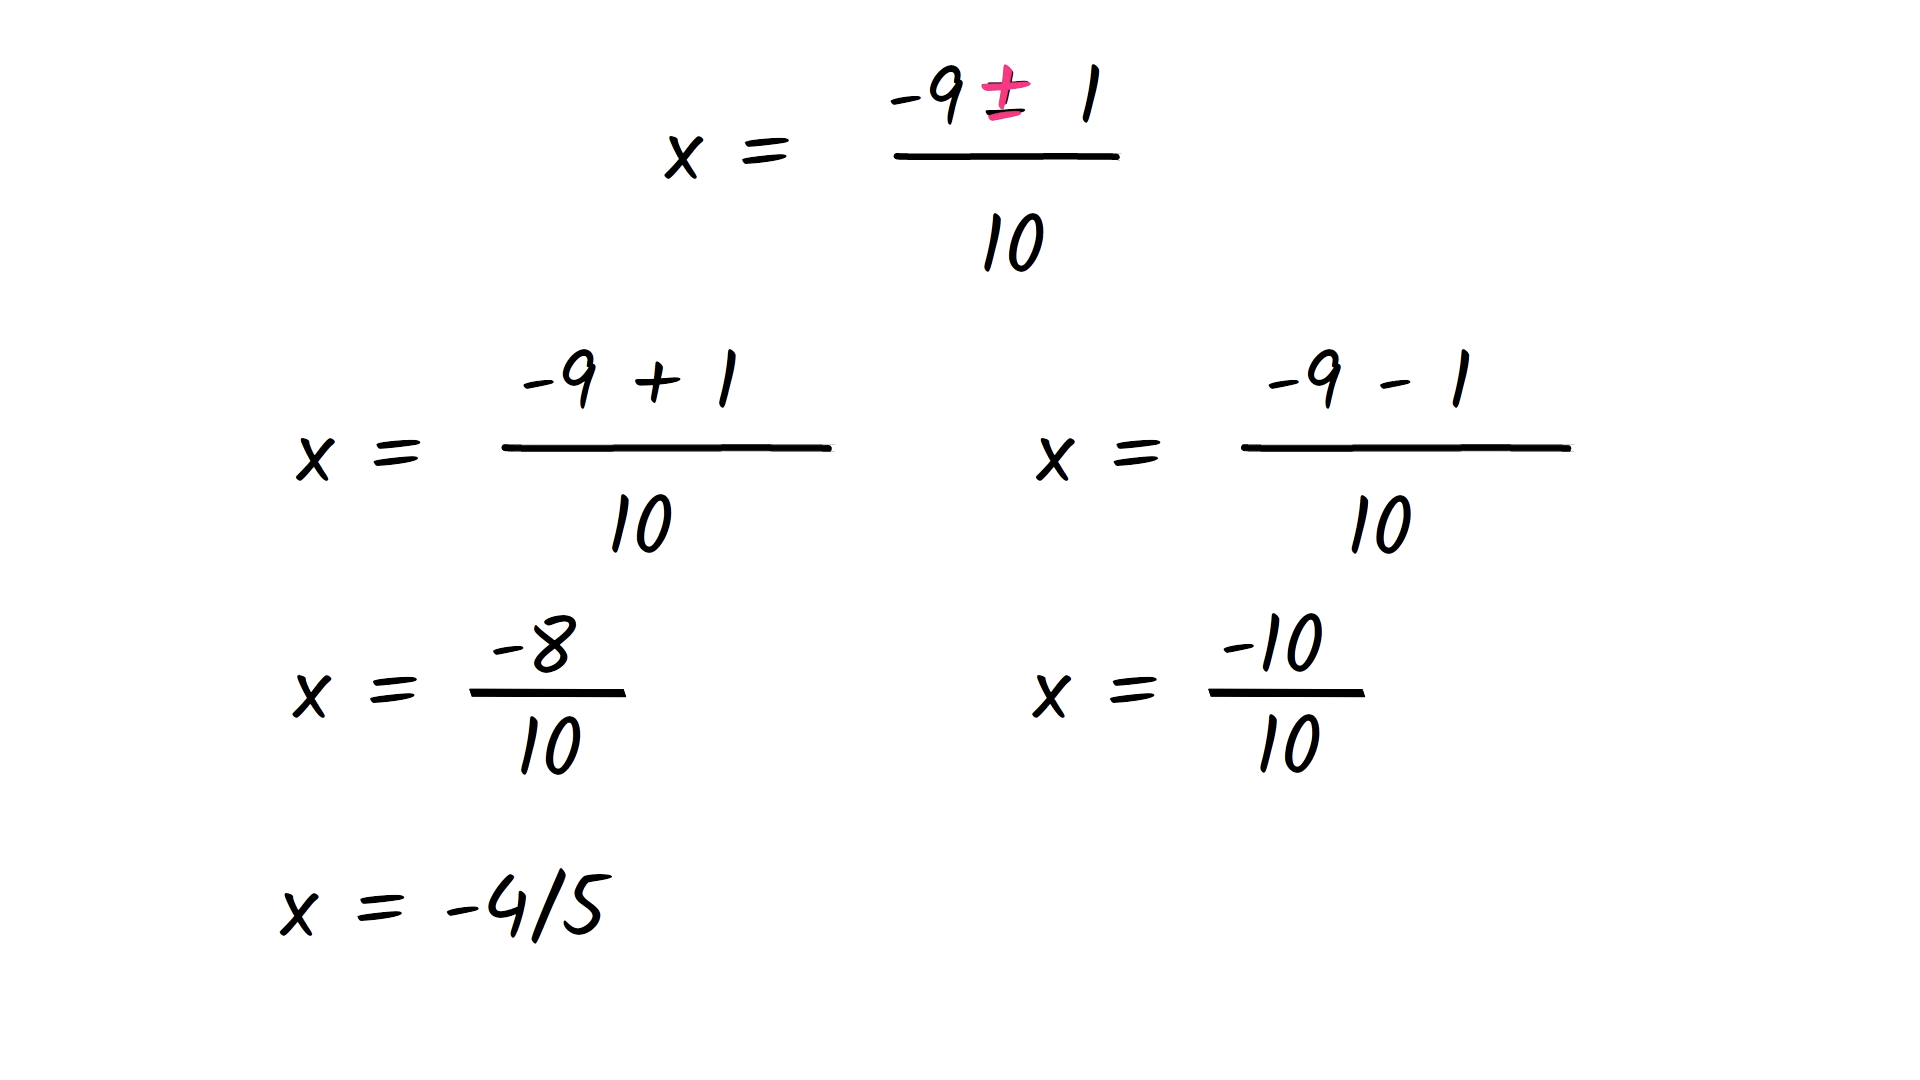 x = -9 ± 1
10
x = -9 + 1
10
x = -9 - 1
10
x = -8
10
x = -10
10
x = -4/5